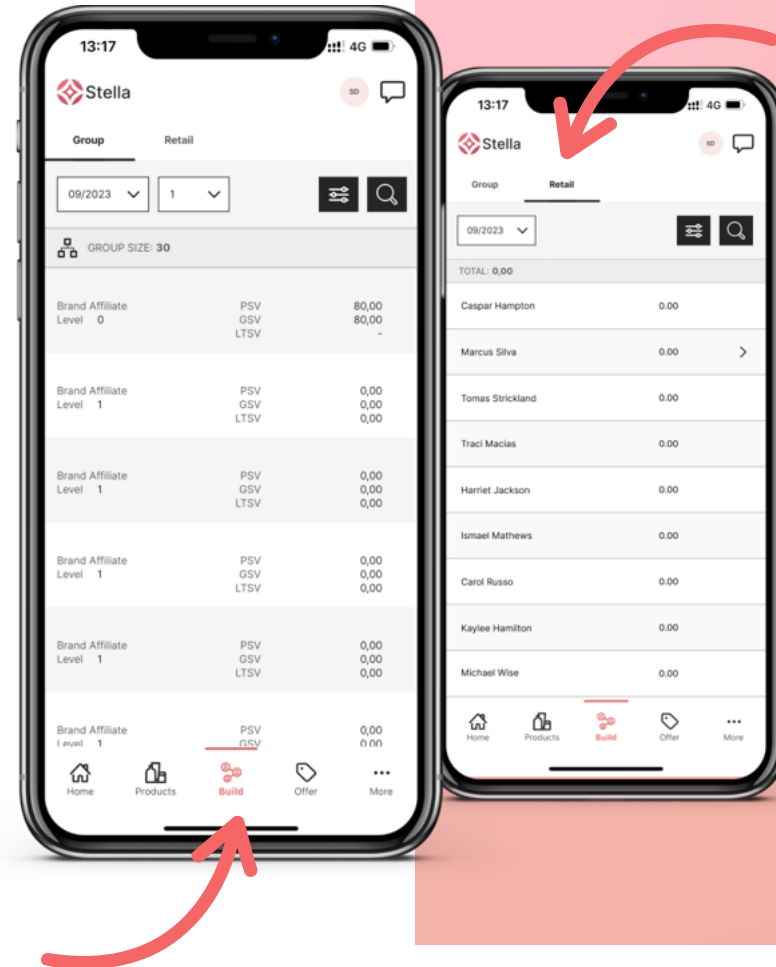 13:17
4G
Stella
SD
Group Retail
09/2023 1
GROUP SIZE: 30
Brand Affiliate PSV 80,00
Level 0 GSV 80,00
LTSV -
Brand Affiliate PSV 0,00
Level 1 GSV 0,00
LTSV 0,00
Brand Affiliate PSV 0,00
Level 1 GSV 0,00
LTSV 0,00
Brand Affiliate PSV 0,00
Level 1 GSV 0,00
LTSV 0,00
Brand Affiliate PSV 0,00
Level 1 GSV 0,00
LTSV 0,00
Brand Affiliate PSV 0,00
Level 1 GSV 0,00
Home Products Build Offer More
13:17
4G
Stella
SD
Group Retail
09/2023
TOTAL: 0,00
Caspar Hampton 0.00
Marcus Silva 0.00
Tomas Strickland 0.00
Traci Macias 0.00
Harriet Jackson 0.00
Ismael Mathews 0.00
Carol Russo 0.00
Kaylee Hamilton 0.00
Michael Wise 0.00
Home Products Build Offer More